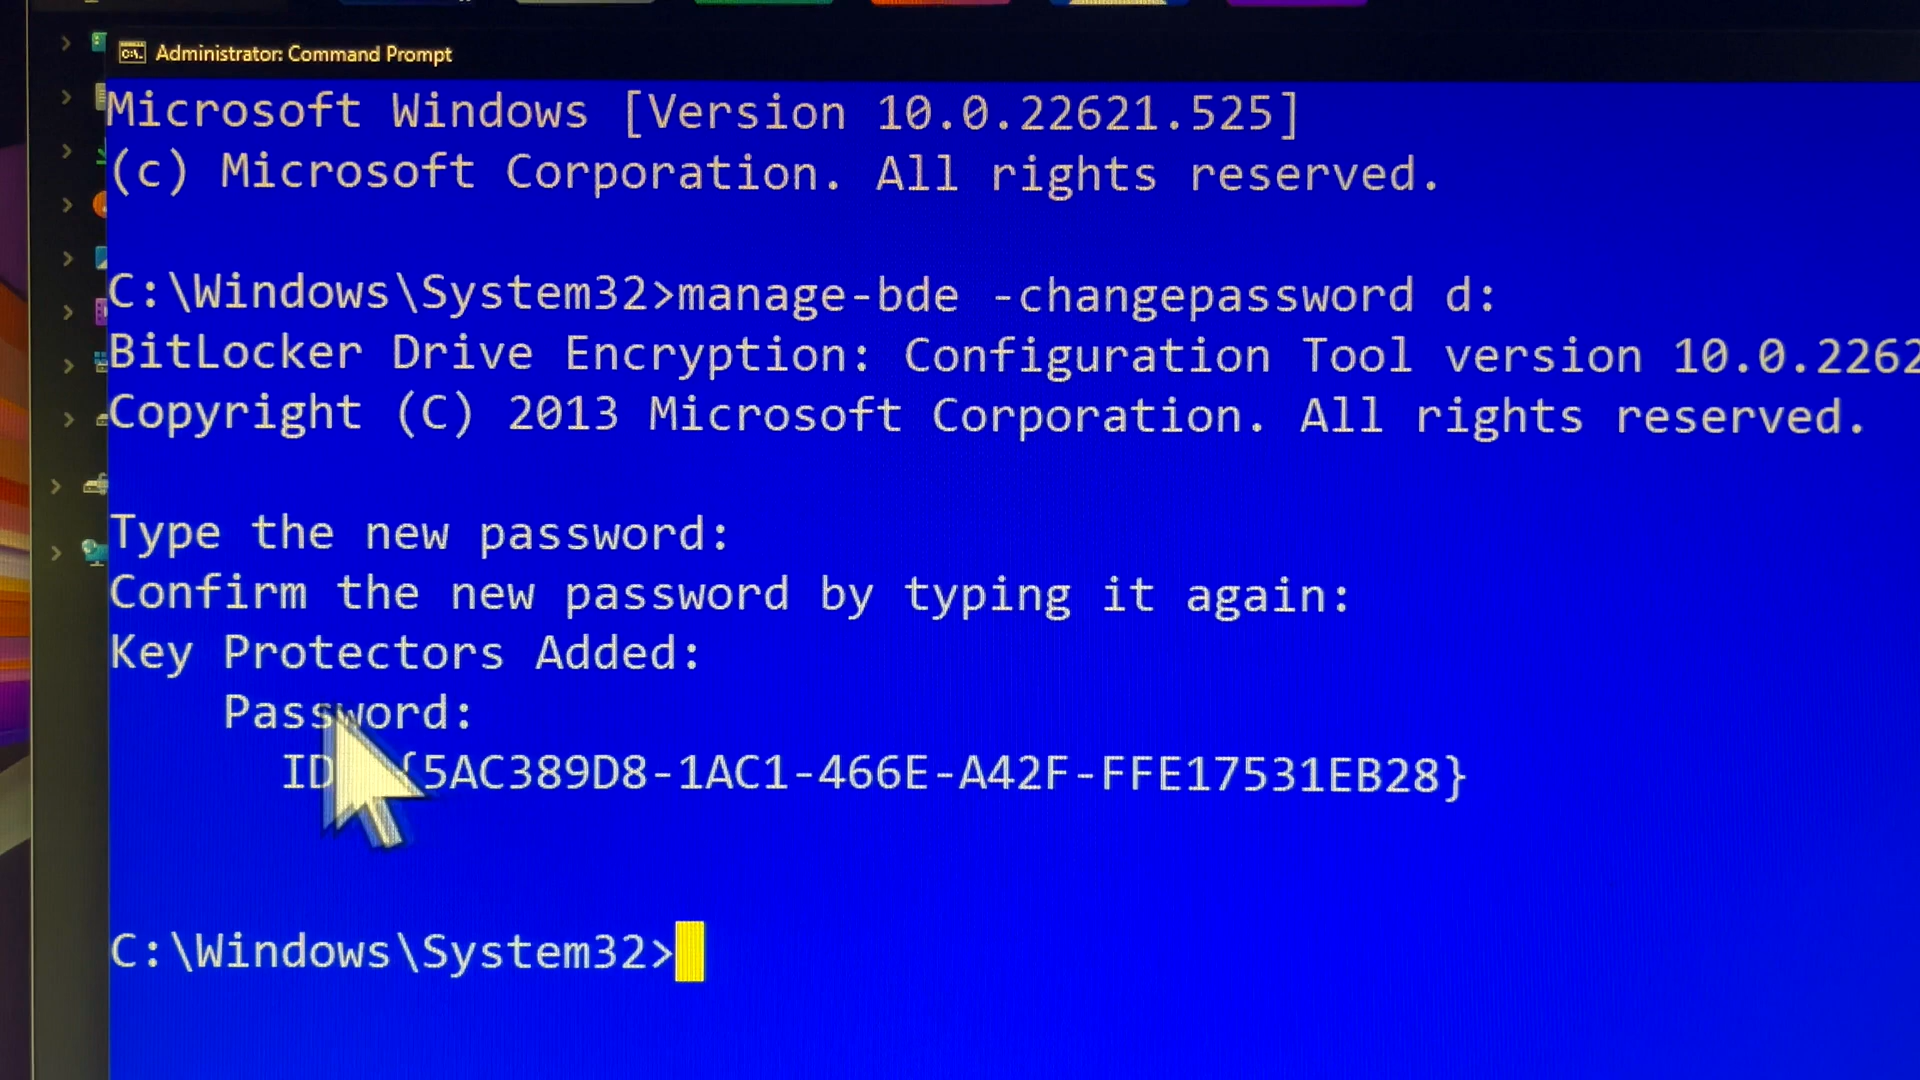 Administrator: Command Prompt
Microsoft Windows [Version 10.0.22621.525]
(c) Microsoft Corporation. All rights reserved.
C:\Windows\System32>manage-bde -changepassword d:
BitLocker Drive Encryption: Configuration Tool version 10.0.2262
Copyright (C) 2013 Microsoft Corporation. All rights reserved.
Type the new password:
Confirm the new password by typing it again:
Key Protectors Added:
Password:
ID {5AC389D8-1AC1-466E-A42F-FFE17531EB28}
C:\Windows\System32>